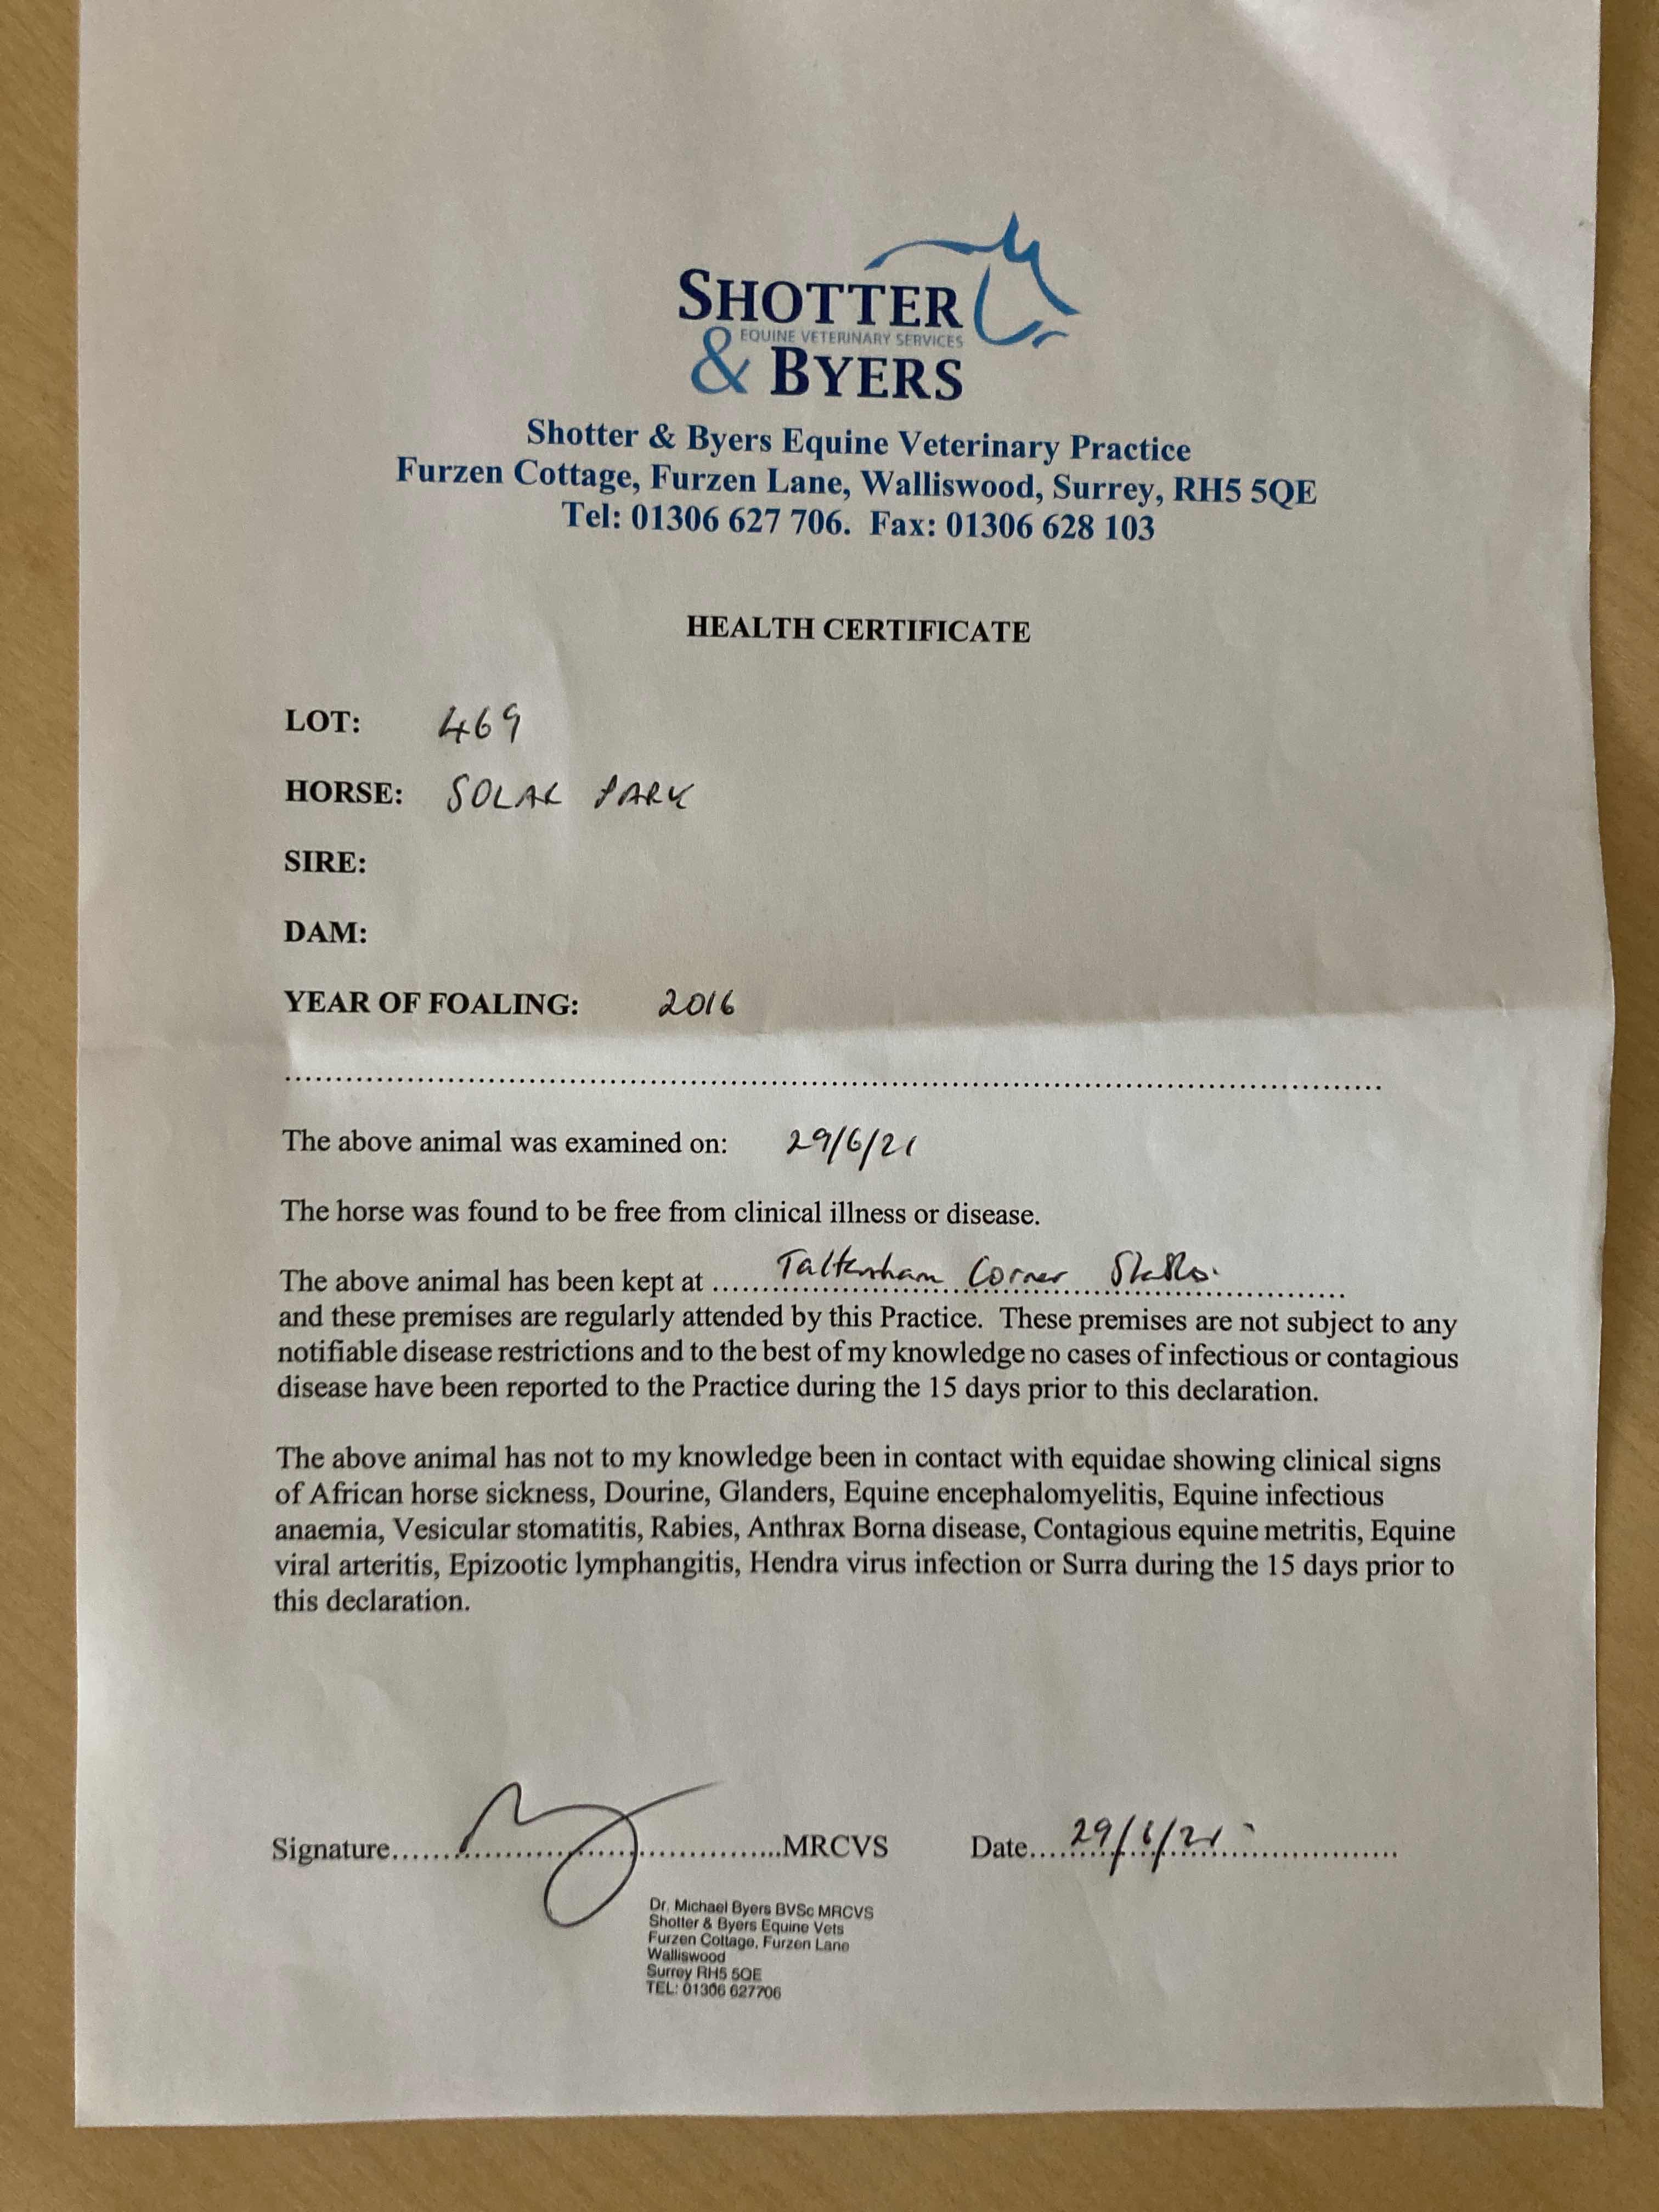 SHOTTER
EQUINE VETERINARY SERVICES
& BYERS
Shotter & Byers Equine Veterinary Practice
Furzen Cottage, Furzen Lane, Walliswood, Surrey, RH5 5QE
Tel: 01306 627 706.  Fax: 01306 628 103
HEALTH CERTIFICATE
LOT: 469
HORSE: SOLAR PARK
SIRE:
DAM:
YEAR OF FOALING: 2016
The above animal was examined on: 29/6/21
The horse was found to be free from clinical illness or disease.
The above animal has been kept at ...... Tattenham Corner Stables.
and these premises are regularly attended by this Practice.  These premises are not subject to any
notifiable disease restrictions and to the best of my knowledge no cases of infectious or contagious
disease have been reported to the Practice during the 15 days prior to this declaration.
The above animal has not to my knowledge been in contact with equidae showing clinical signs
of African horse sickness, Dourine, Glanders, Equine encephalomyelitis, Equine infectious
anaemia, Vesicular stomatitis, Rabies, Anthrax Borna disease, Contagious equine metritis, Equine
viral arteritis, Epizootic lymphangitis, Hendra virus infection or Surra during the 15 days prior to
this declaration.
Signature..........MRCVS Date.... 29/6/21
Dr. Michael Byers BVSc MRCVS
Shotter & Byers Equine Vets
Furzen Cottage, Furzen Lane
Walliswood
Surrey RH5 5QE
TEL: 01306 627706